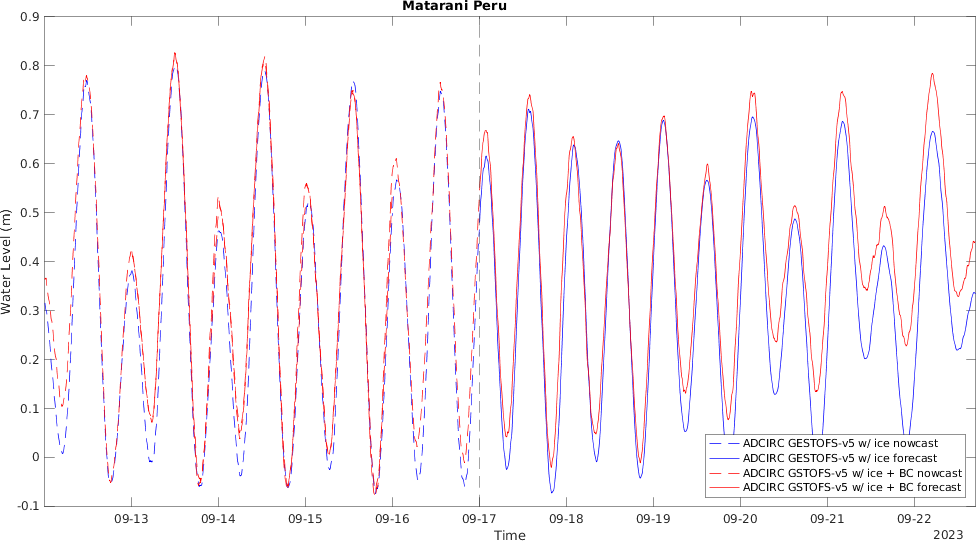 Matarani Peru
0.9
0.8
0.7
0.6
0.5
0.4
0.3
0.2
0.1
0
-0.1
Water Level (m)
09-13 09-14 09-15 09-16 09-17 09-18 09-19 09-20 09-21 09-22
Time
2023
ADCIRC GESTOFS-v5 w/ ice nowcast
ADCIRC GESTOFS-v5 w/ ice forecast
ADCIRC GSTOFS-v5 w/ ice + BC nowcast
ADCIRC GSTOFS-v5 w/ ice + BC forecast